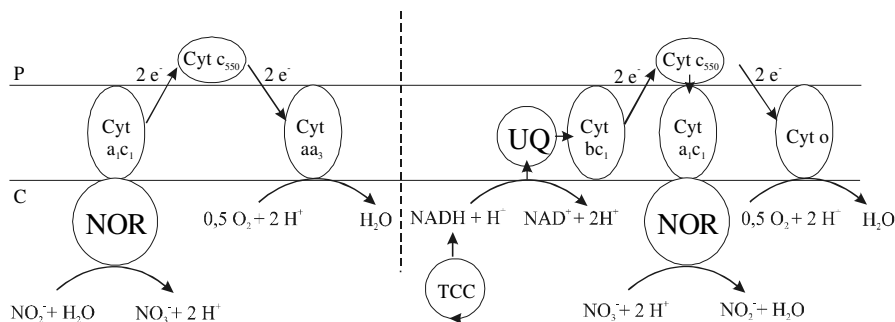 P
C
2 e⁻
Cyt c₅₅₀
2 e⁻
Cyt
a₁c₁
Cyt
aa₃
NOR
0,5 O₂ + 2 H⁺
H₂O
NO₂⁻ + H₂O
NO₃⁻ + 2 H⁺
2 e⁻
Cyt c₅₅₀
2 e⁻
UQ
Cyt
bc₁
Cyt
a₁c₁
Cyt o
NADH + H⁺
NAD⁺ + 2H⁺
NOR
0,5 O₂ + 2 H⁺
H₂O
TCC
NO₃⁻ + 2 H⁺
NO₂⁻ + H₂O